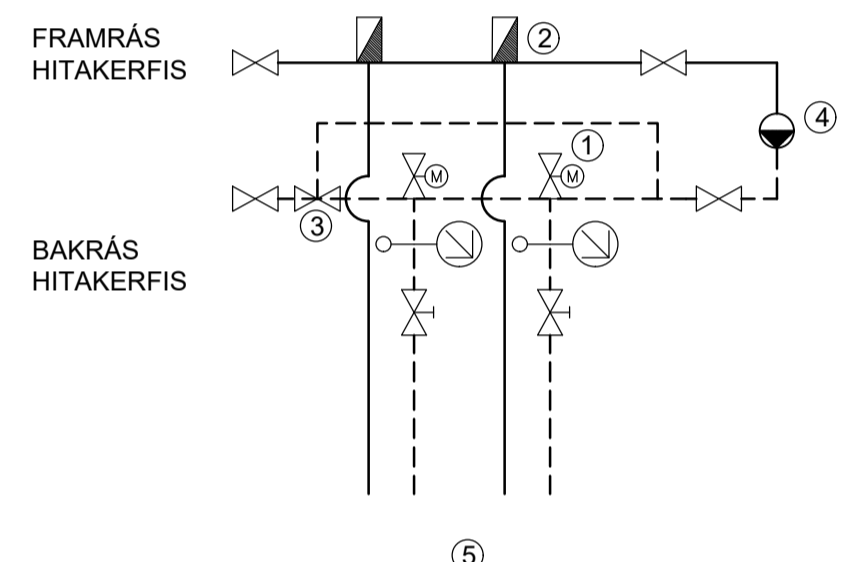 FRAMRÁS
HITAKERFIS
②
④
①
M
M
③
BAKRÁS
HITAKERFIS
⑤